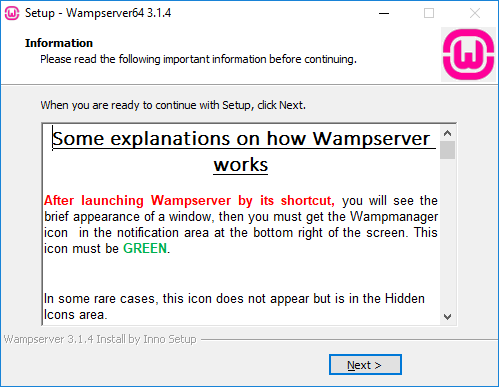 Setup - Wampserver64 3.1.4
Information
Please read the following important information before continuing.
When you are ready to continue with Setup, click Next.
Some explanations on how Wampserver
works
After launching Wampserver by its shortcut, you will see the
brief appearance of a window, then you must get the Wampmanager
icon in the notification area at the bottom right of the screen. This
icon must be GREEN.
In some rare cases, this icon does not appear but is in the Hidden
Icons area.
Wampserver 3.1.4 Install by Inno Setup
Next >